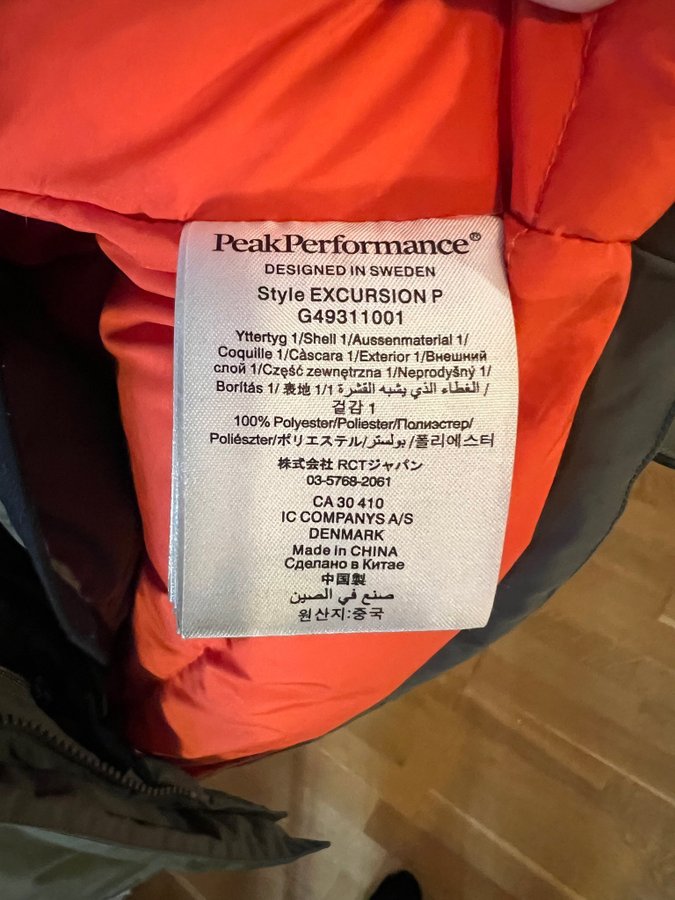 PeakPerformance®
DESIGNED IN SWEDEN
Style EXCURSION P
G49311001
Yttertyg 1/Shell 1/Aussenmaterial 1/
Coquille 1/Càscara 1/Exterior 1/Внешний
слой 1/Część zewnętrzna 1/Neprodyšný 1/
Borítás 1/ 表地 1/1 الغطاء الذي يشبه القشرة /
겉감 1
100% Polyester/Poliester/Полиэстер/
Poliészter/ポリエステル/بولستر/폴리에스터
株式会社 RCTジャパン
03-5768-2061
CA 30 410
IC COMPANYS A/S
DENMARK
Made in CHINA
Сделано в Китае
中国製
صنع في الصين
원산지:중국